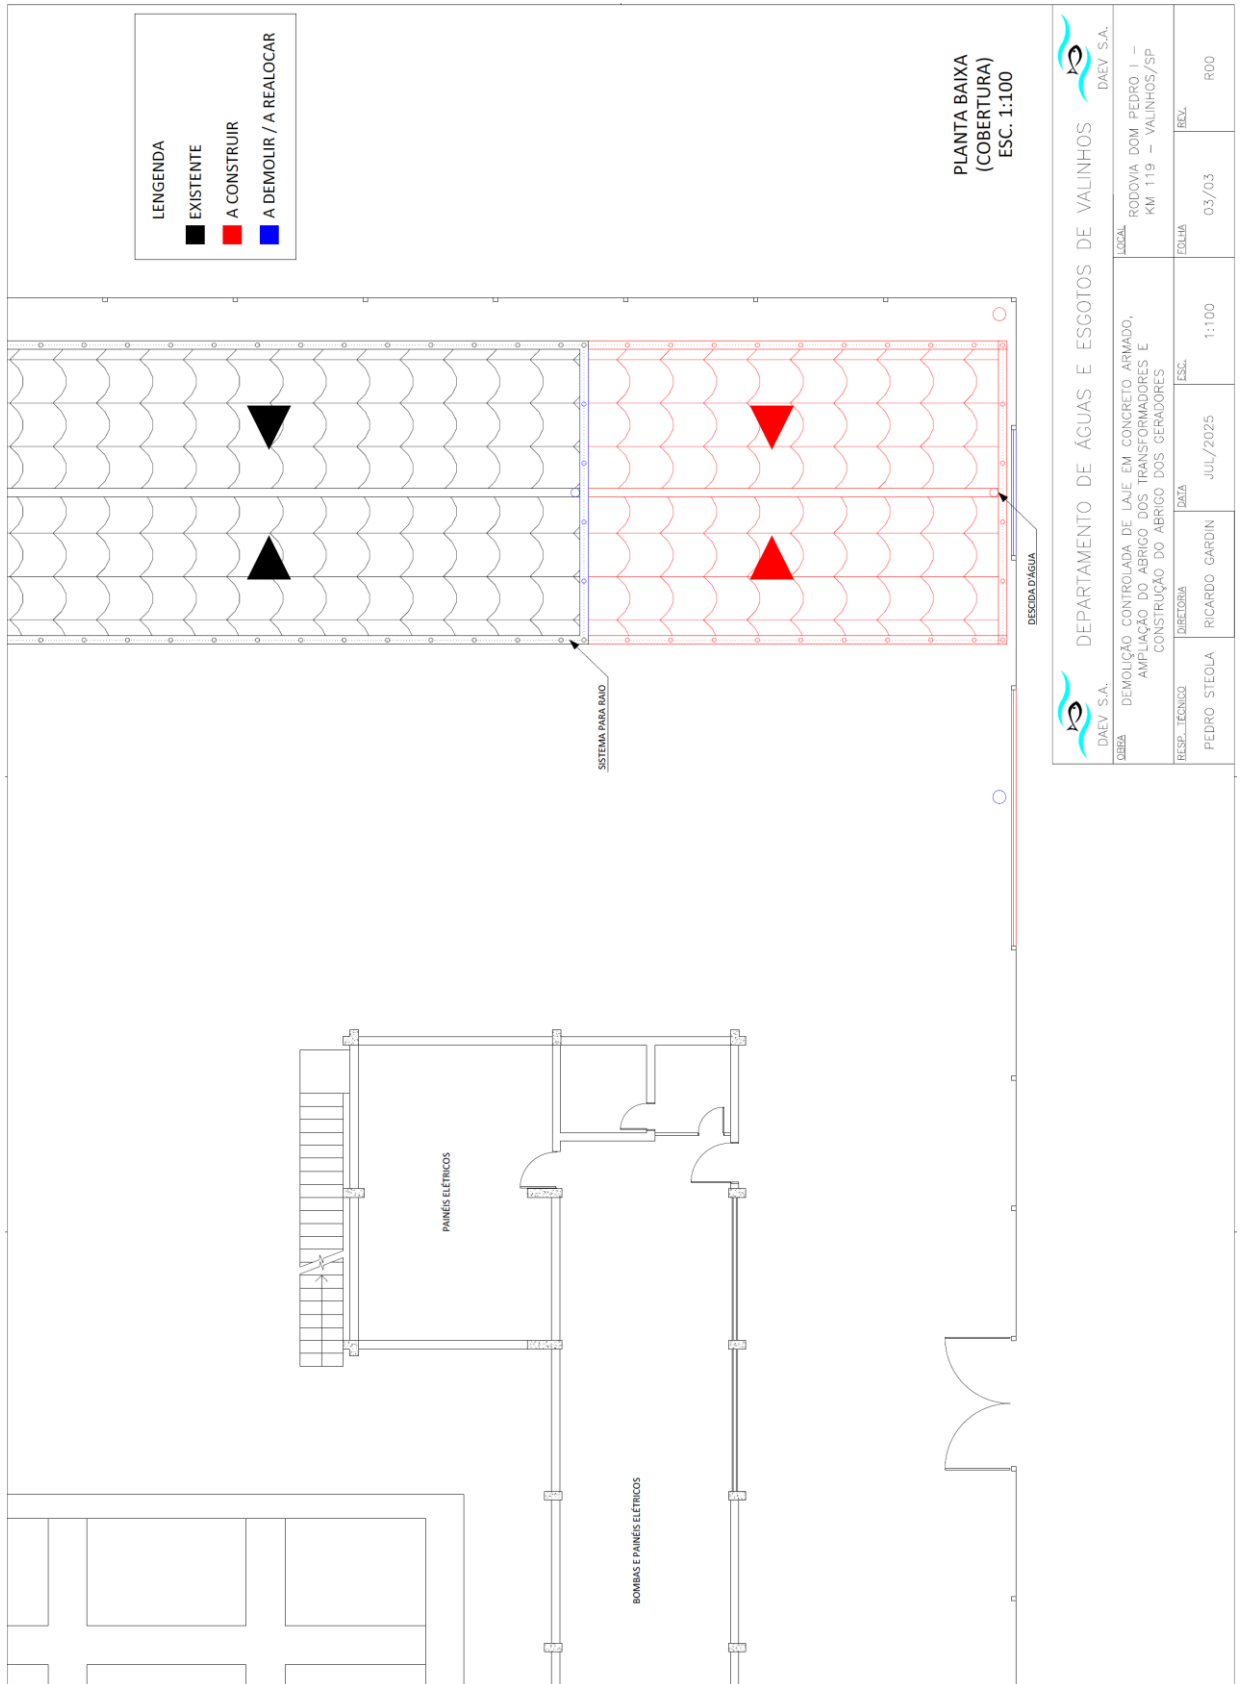 LENGENDA
EXISTENTE
A CONSTRUIR
A DEMOLIR / A REALOCAR
PLANTA BAIXA
(COBERTURA)
ESC. 1:100
SISTEMA PARA RAIO
DESCIDA D'ÁGUA
PAINÉIS ELÉTRICOS
BOMBAS E PAINÉIS ELÉTRICOS
DAEV S.A.
DEPARTAMENTO DE ÁGUAS E ESGOTOS DE VALINHOS
DAEV S.A.
OBRA
DEMOLIÇÃO CONTROLADA DE LAJE EM CONCRETO ARMADO,
AMPLIAÇÃO DO ABRIGO DOS TRANSFORMADORES E
CONSTRUÇÃO DO ABRIGO DOS GERADORES
LOCAL
RODOVIA DOM PEDRO I –
KM 119 – VALINHOS/SP
RESP. TÉCNICO
PEDRO STEOLA
DIRETORIA
RICARDO GARDIN
DATA
JUL/2025
ESC.
1:100
FOLHA
03/03
REV.
R00